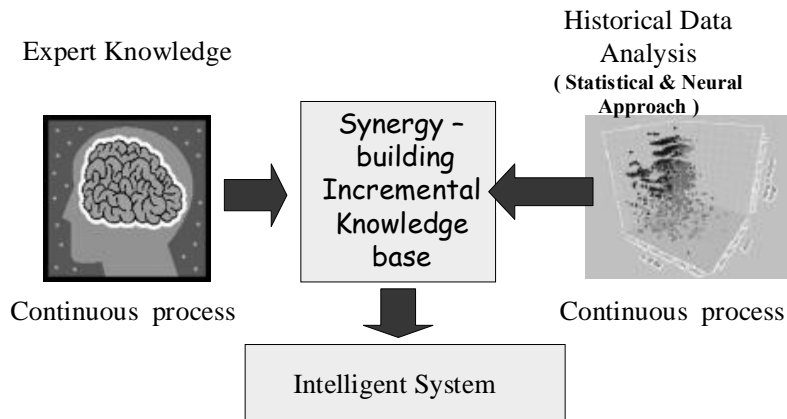 Expert Knowledge
Historical Data
Analysis
( Statistical & Neural
Approach )
Synergy –
building
Incremental
Knowledge
base
Continuous process
Continuous process
Intelligent System